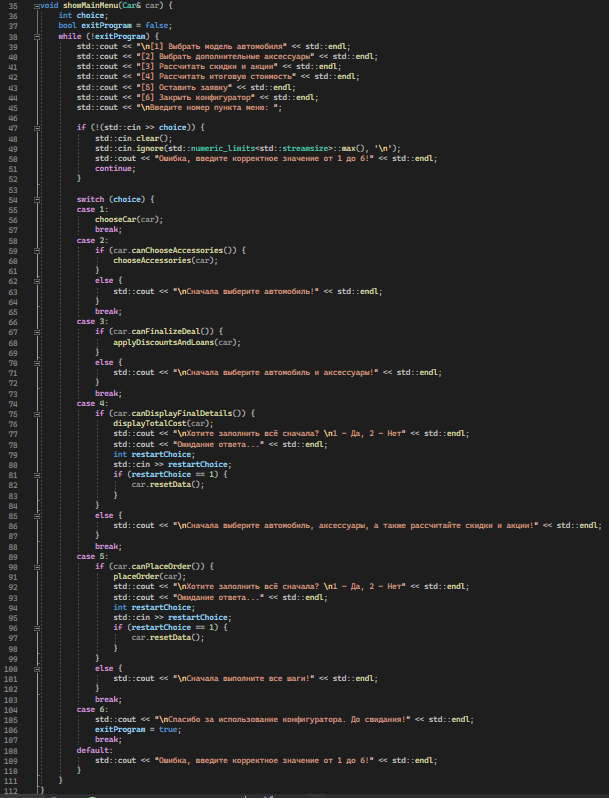 35 void showMainMenu(Car& car) {
36 int choice;
37 bool exitProgram = false;
38 while (!exitProgram) {
39 std::cout << "\n[1] Выбрать модель автомобиля" << std::endl;
40 std::cout << "[2] Выбрать дополнительные аксессуары" << std::endl;
41 std::cout << "[3] Рассчитать скидки и акции" << std::endl;
42 std::cout << "[4] Рассчитать итоговую стоимость" << std::endl;
43 std::cout << "[5] Оставить заявку" << std::endl;
44 std::cout << "[6] Закрыть конфигуратор" << std::endl;
45 std::cout << "\nВведите номер пункта меню: ";
46
47 if (!(std::cin >> choice)) {
48 std::cin.clear();
49 std::cin.ignore(std::numeric_limits<std::streamsize>::max(), '\n');
50 std::cout << "Ошибка, введите корректное значение от 1 до 6!" << std::endl;
51 continue;
52 }
53
54 switch (choice) {
55 case 1:
56 chooseCar(car);
57 break;
58 case 2:
59 if (car.canChooseAccessories()) {
60 chooseAccessories(car);
61 }
62 else {
63 std::cout << "\nСначала выберите автомобиль!" << std::endl;
64 }
65 break;
66 case 3:
67 if (car.canFinalizeDeal()) {
68 applyDiscountsAndLoans(car);
69 }
70 else {
71 std::cout << "\nСначала выберите автомобиль и аксессуары!" << std::endl;
72 }
73 break;
74 case 4:
75 if (car.canDisplayFinalDetails()) {
76 displayTotalCost(car);
77 std::cout << "\nХотите заполнить всё сначала? \n1 - Да, 2 - Нет" << std::endl;
78 std::cout << "Ожидание ответа..." << std::endl;
79 int restartChoice;
80 std::cin >> restartChoice;
81 if (restartChoice == 1) {
82 car.resetData();
83 }
84 }
85 else {
86 std::cout << "\nСначала выберите автомобиль, аксессуары, а также рассчитайте скидки и акции!" << std::endl;
87 }
88 break;
89 case 5:
90 if (car.canPlaceOrder()) {
91 placeOrder(car);
92 std::cout << "\nХотите заполнить всё сначала? \n1 - Да, 2 - Нет" << std::endl;
93 std::cout << "Ожидание ответа..." << std::endl;
94 int restartChoice;
95 std::cin >> restartChoice;
96 if (restartChoice == 1) {
97 car.resetData();
98 }
99 }
100 else {
101 std::cout << "\nСначала выполните все шаги!" << std::endl;
102 }
103 break;
104 case 6:
105 std::cout << "\nСпасибо за использование конфигуратора. До свидания!" << std::endl;
106 exitProgram = true;
107 break;
108 default:
109 std::cout << "Ошибка, введите корректное значение от 1 до 6!" << std::endl;
110 }
111 }
112 }